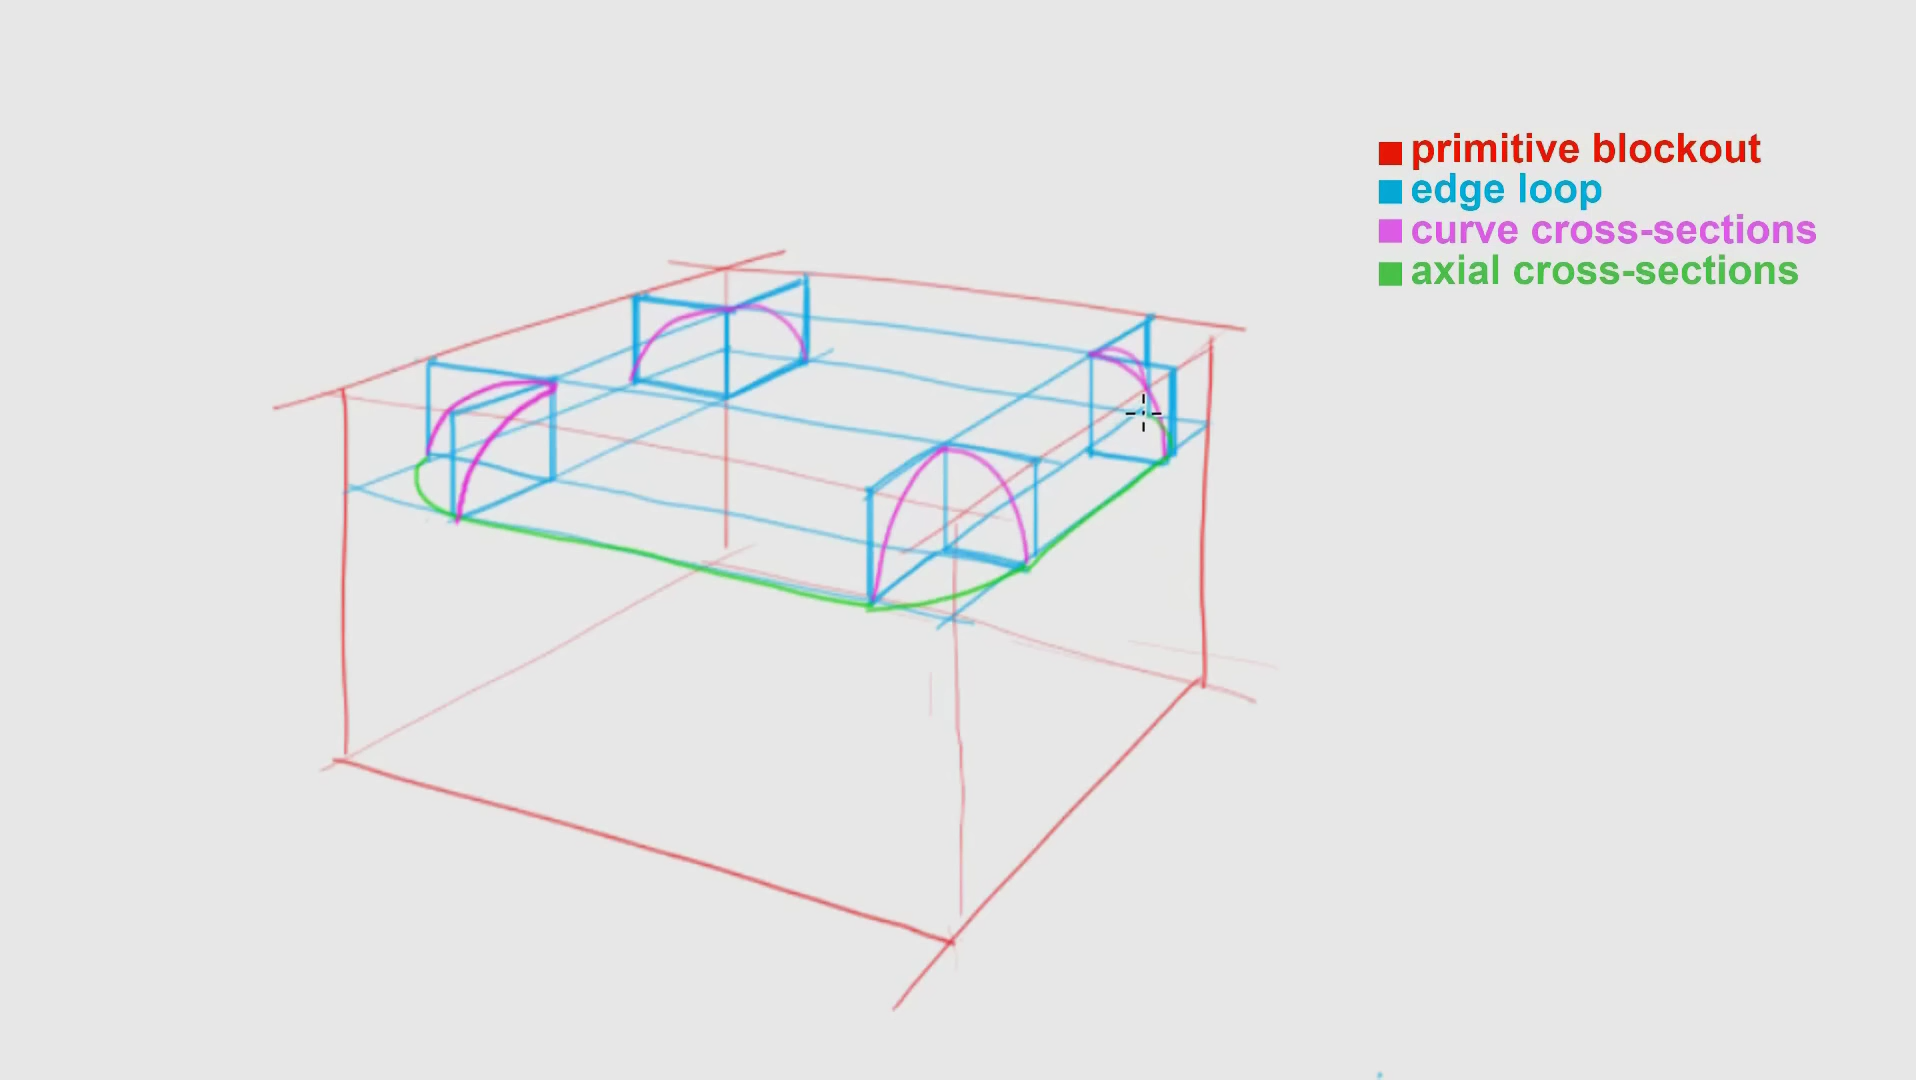 primitive blockout
edge loop
curve cross-sections
axial cross-sections